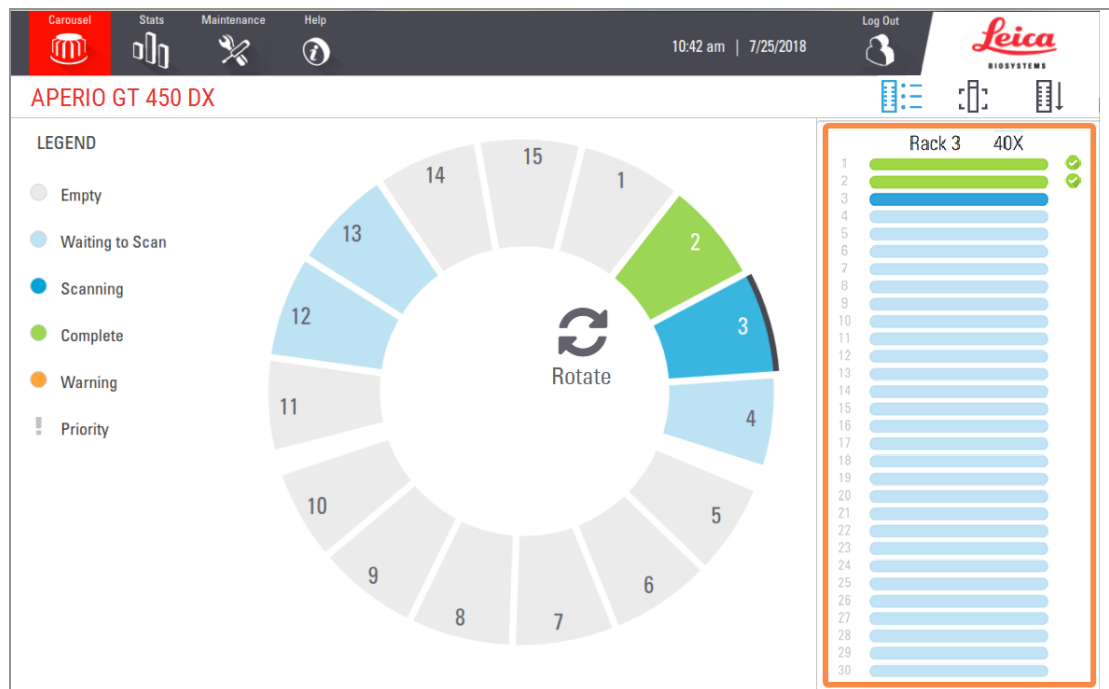 Carousel
Stats
Maintenance
Help
10:42 am | 7/25/2018
Log Out
Leica
BIOSYSTEMS
APERIO GT 450 DX
LEGEND
Empty
Waiting to Scan
Scanning
Complete
Warning
! Priority
15
1
2
3
4
5
6
7
8
9
10
11
12
13
14
Rotate
Rack 3 40X
1
2
3
4
5
6
7
8
9
10
11
12
13
14
15
16
17
18
19
20
21
22
23
24
25
26
27
28
29
30